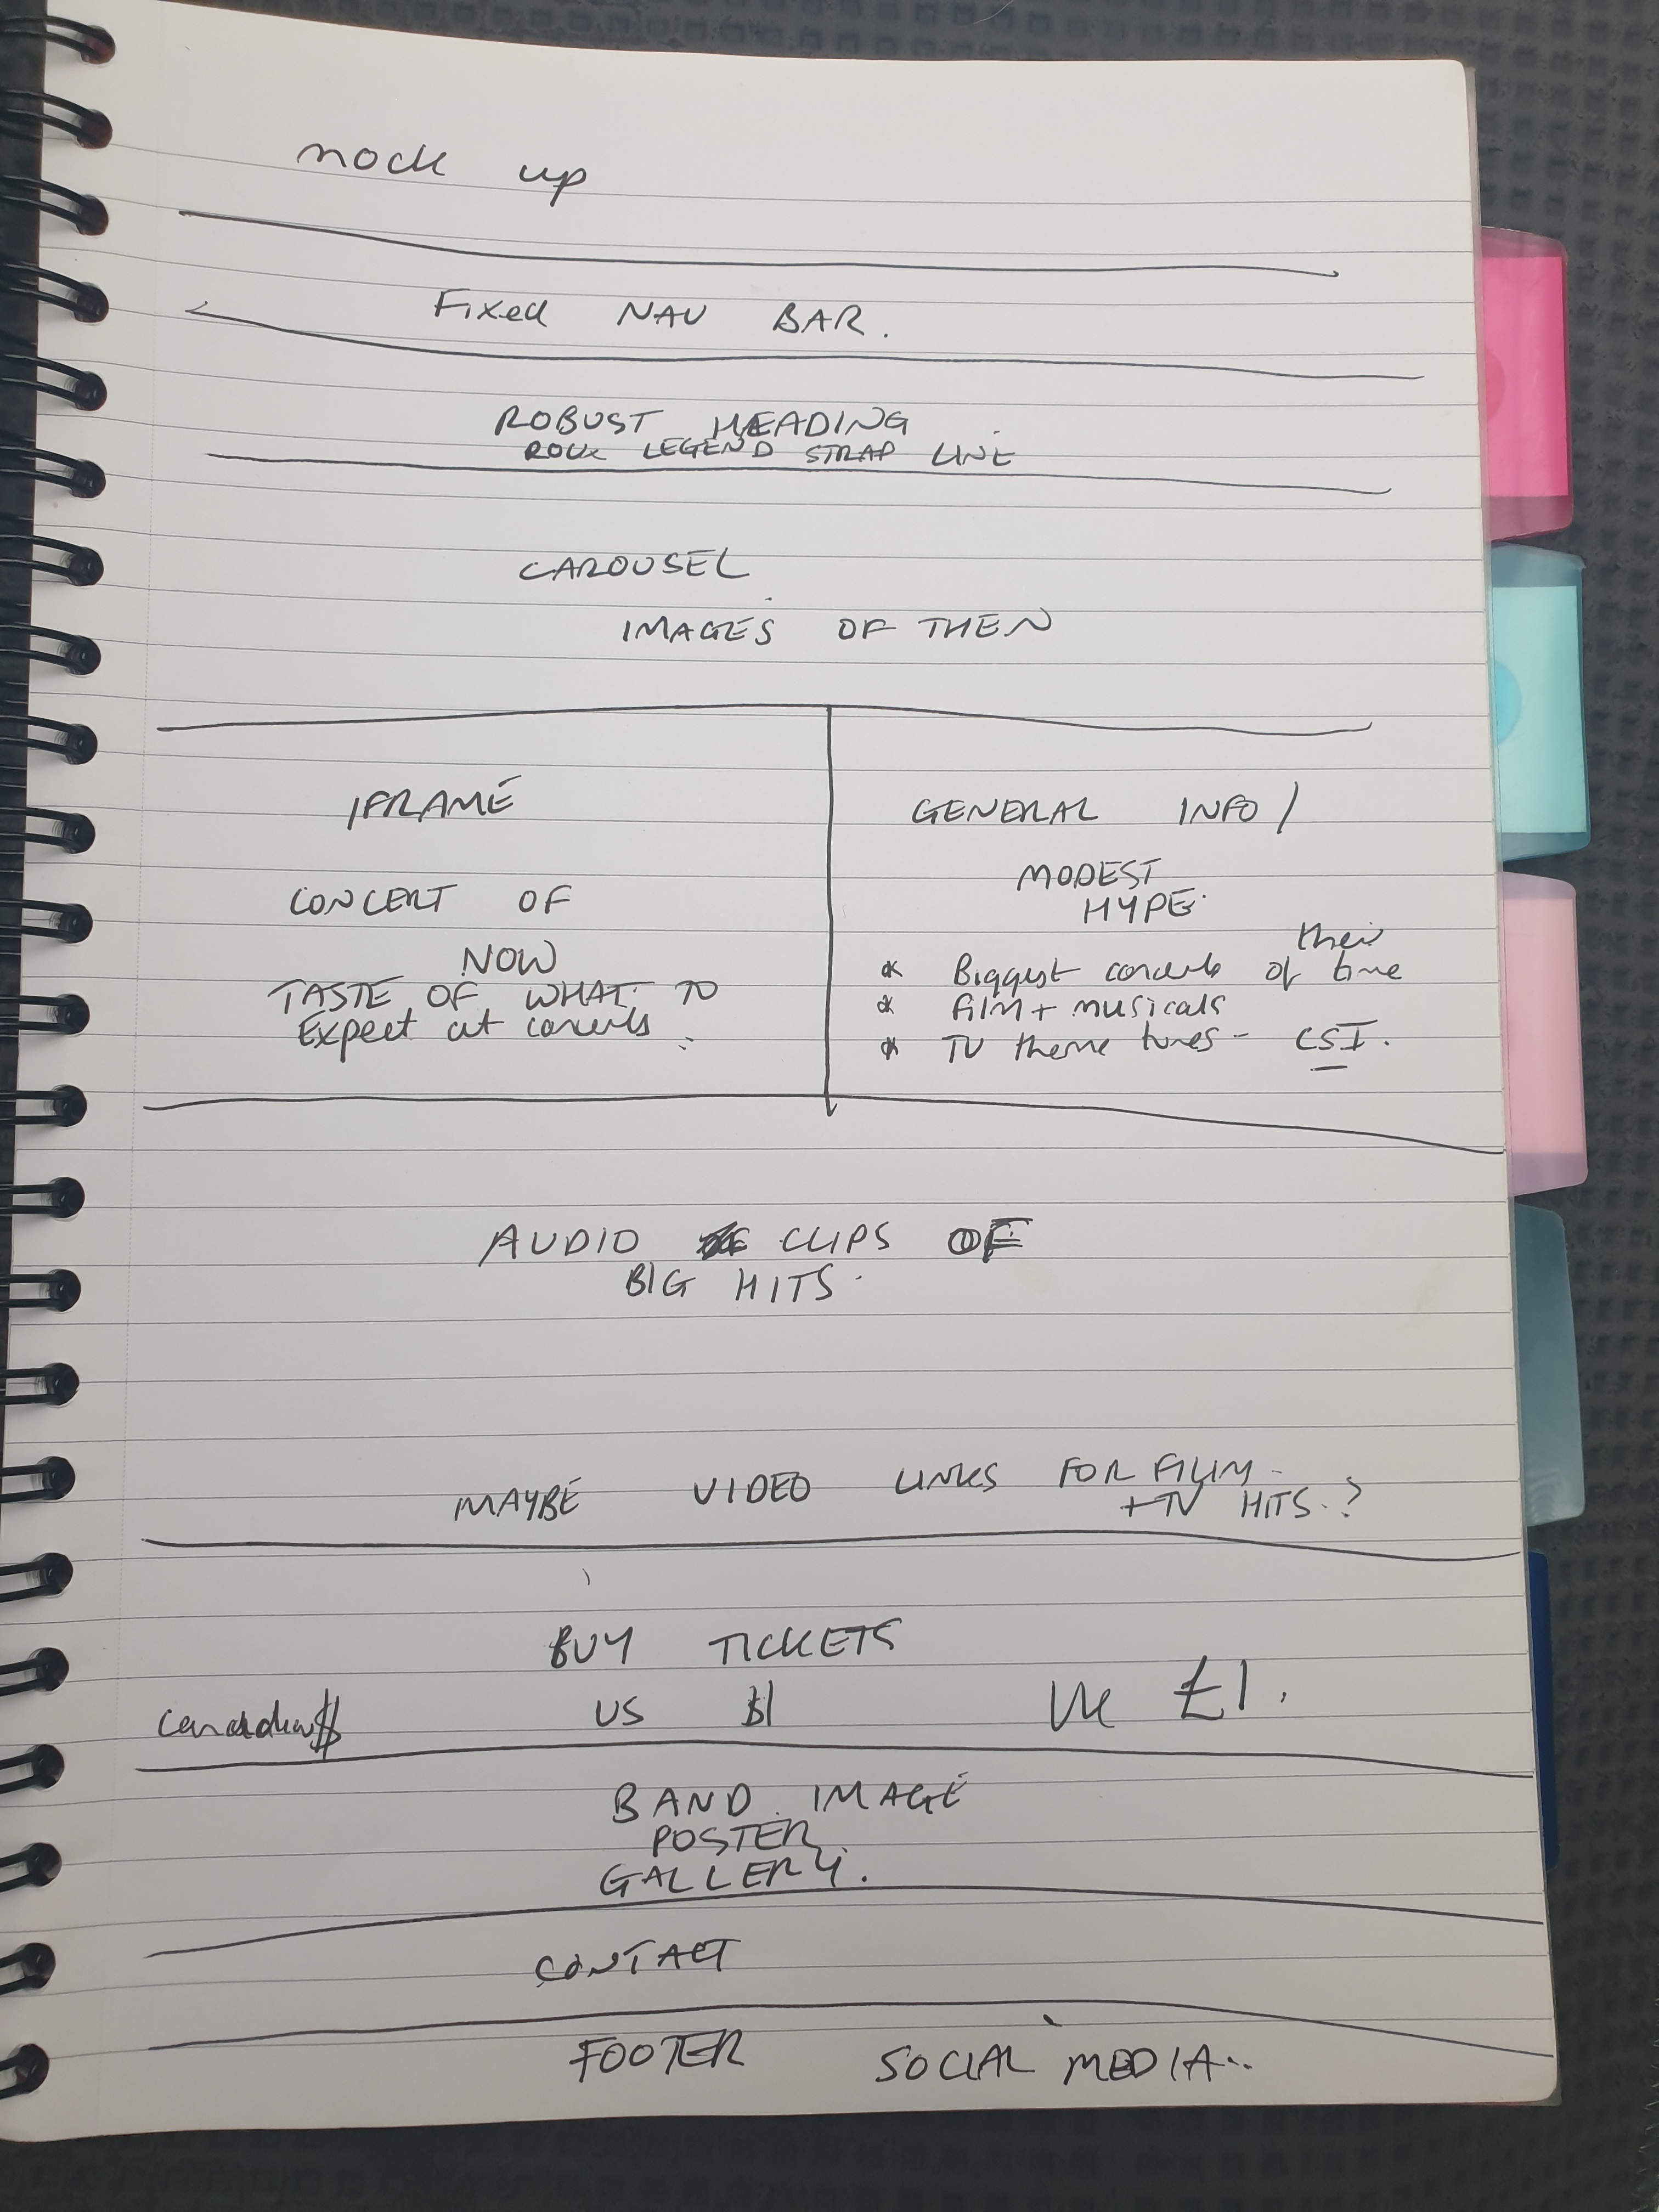 mock up
Fixed NAV BAR.
ROBUST HEADING
ROCK LEGEND STRAP LINE
CAROUSEL
IMAGES OF THEN
IFRAME
CONCERT OF
NOW
TASTE OF WHAT TO
Expect at concerts
GENERAL INFO/
MODEST
HYPE.
their
* Biggest concerts of time
* Film + musicals
* TV theme tunes - CSI.
AUDIO CLIPS OF
BIG HITS.
MAYBE VIDEO LINKS FOR FILM
+ TV HITS.?
BUY TICKETS
Canadian $ US $1 UK £1.
BAND IMAGE
POSTER
GALLERY.
CONTACT
FOOTER SOCIAL MEDIA..